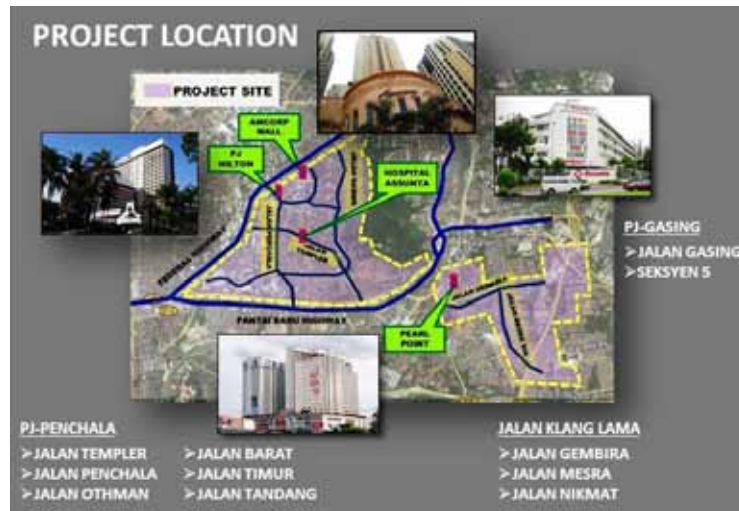 PROJECT LOCATION
PROJECT SITE
AMCORP
MALL
PJ
HILTON
HOSPITAL
ASSUNTA
FEDERAL HIGHWAY
JALAN
TEMPLER
PANTAI BARU HIGHWAY
PEARL
POINT
PJ-GASING
➢JALAN GASING
➢SEKSYEN 5
PJ-PENCHALA
➢JALAN TEMPLER
➢JALAN PENCHALA
➢JALAN OTHMAN
➢JALAN BARAT
➢JALAN TIMUR
➢JALAN TANDANG
JALAN KLANG LAMA
➢JALAN GEMBIRA
➢JALAN MESRA
➢JALAN NIKMAT